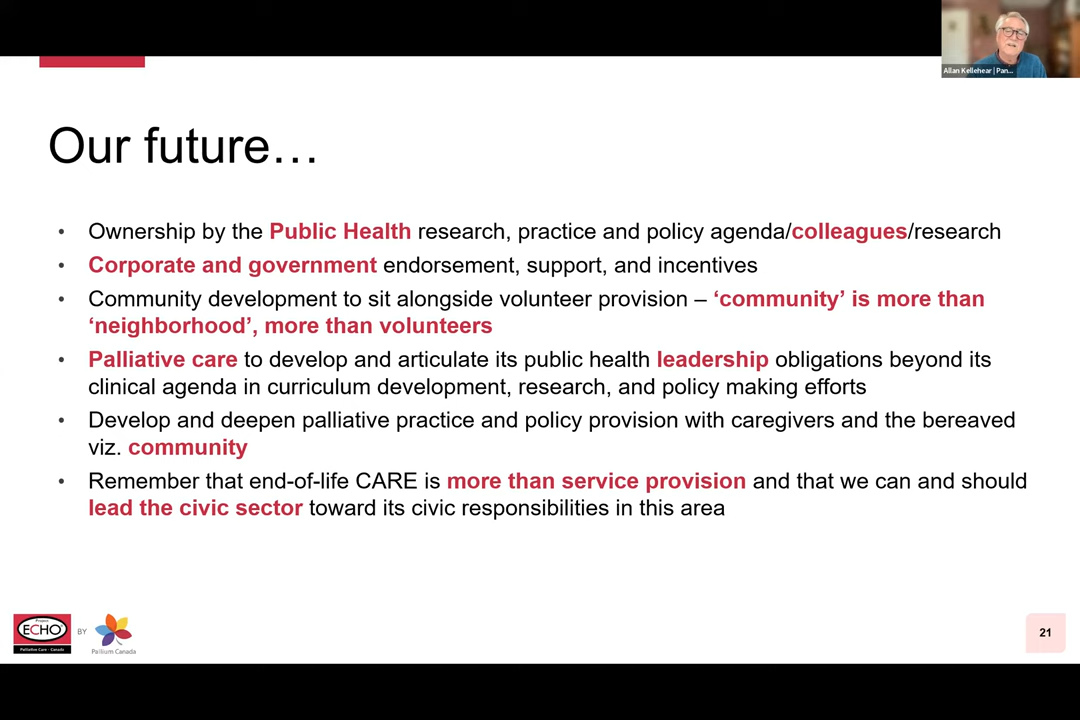 Allan Kellehear | Pan...
Our future…
• Ownership by the Public Health research, practice and policy agenda/colleagues/research
• Corporate and government endorsement, support, and incentives
• Community development to sit alongside volunteer provision – ‘community’ is more than
‘neighborhood’, more than volunteers
• Palliative care to develop and articulate its public health leadership obligations beyond its
clinical agenda in curriculum development, research, and policy making efforts
• Develop and deepen palliative practice and policy provision with caregivers and the bereaved
viz. community
• Remember that end-of-life CARE is more than service provision and that we can and should
lead the civic sector toward its civic responsibilities in this area
Project
ECHO
Palliative Care - Canada
BY
Pallium Canada
21